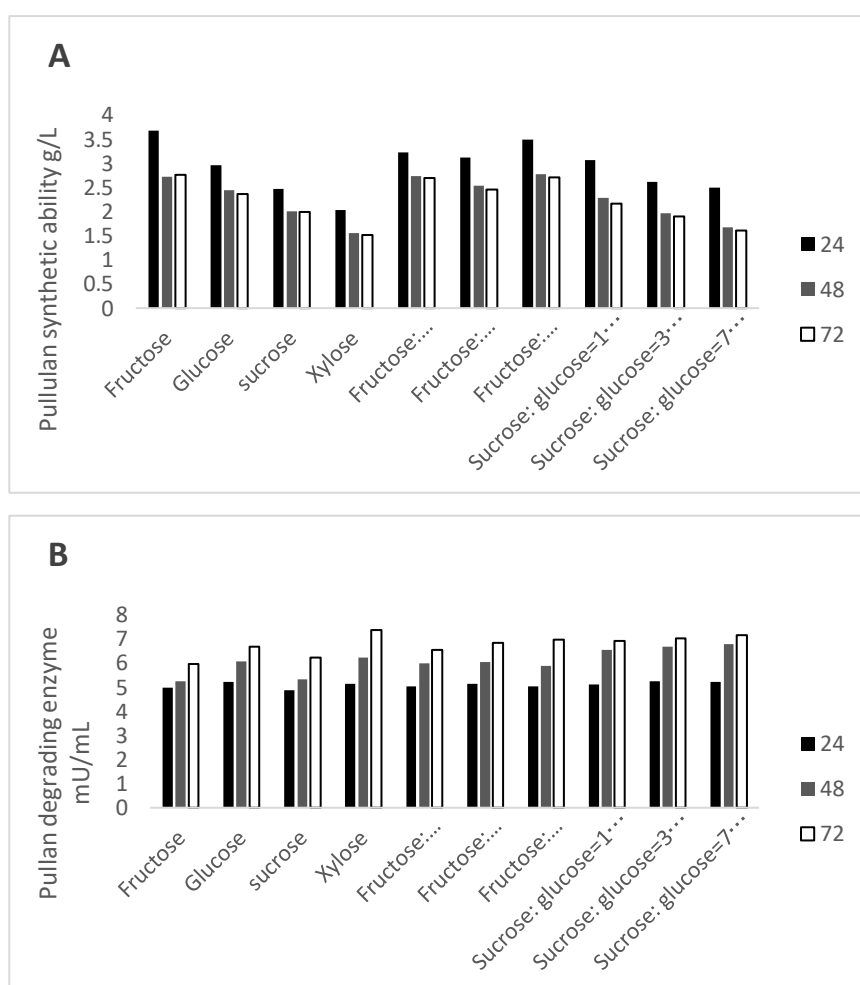 A
Pullulan synthetic ability g/L
4
3.5
3
2.5
2
1.5
1
0.5
0
Fructose
Glucose
sucrose
Xylose
Fructose:...
Fructose:...
Fructose:...
Sucrose: glucose=1...
Sucrose: glucose=3...
Sucrose: glucose=7...
24
48
72
B
Pullan degrading enzyme
mU/mL
8
7
6
5
4
3
2
1
0
Fructose
Glucose
sucrose
Xylose
Fructose:...
Fructose:...
Fructose:...
Sucrose: glucose=1...
Sucrose: glucose=3...
Sucrose: glucose=7...
24
48
72